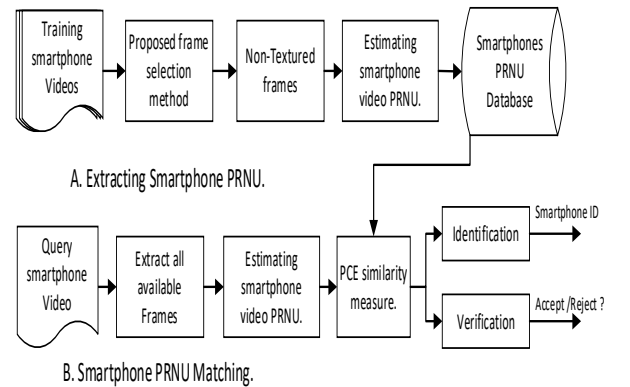 Training
smartphone
Videos
Proposed frame
selection
method
Non-Textured
frames
Estimating
smartphone
video PRNU.
Smartphones
PRNU
Database
A. Extracting Smartphone PRNU.
Query
smartphone
Video
Extract all
available
Frames
Estimating
smartphone
video PRNU.
PCE similarity
measure.
Identification
Smartphone ID
Verification
Accept /Reject ?
B. Smartphone PRNU Matching.